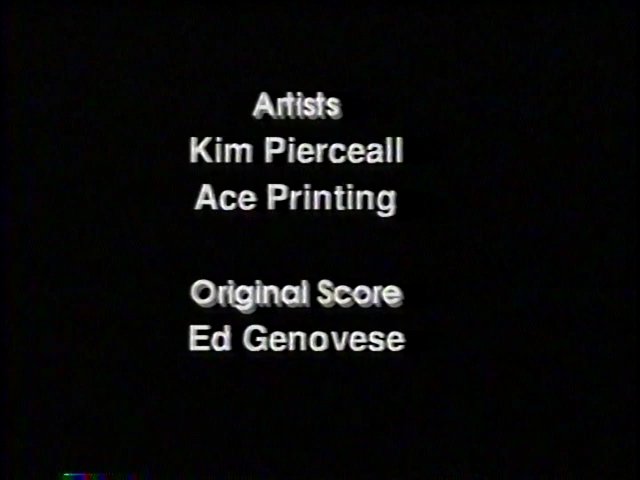 Artists
Kim Pierceall
Ace Printing
Original Score
Ed Genovese